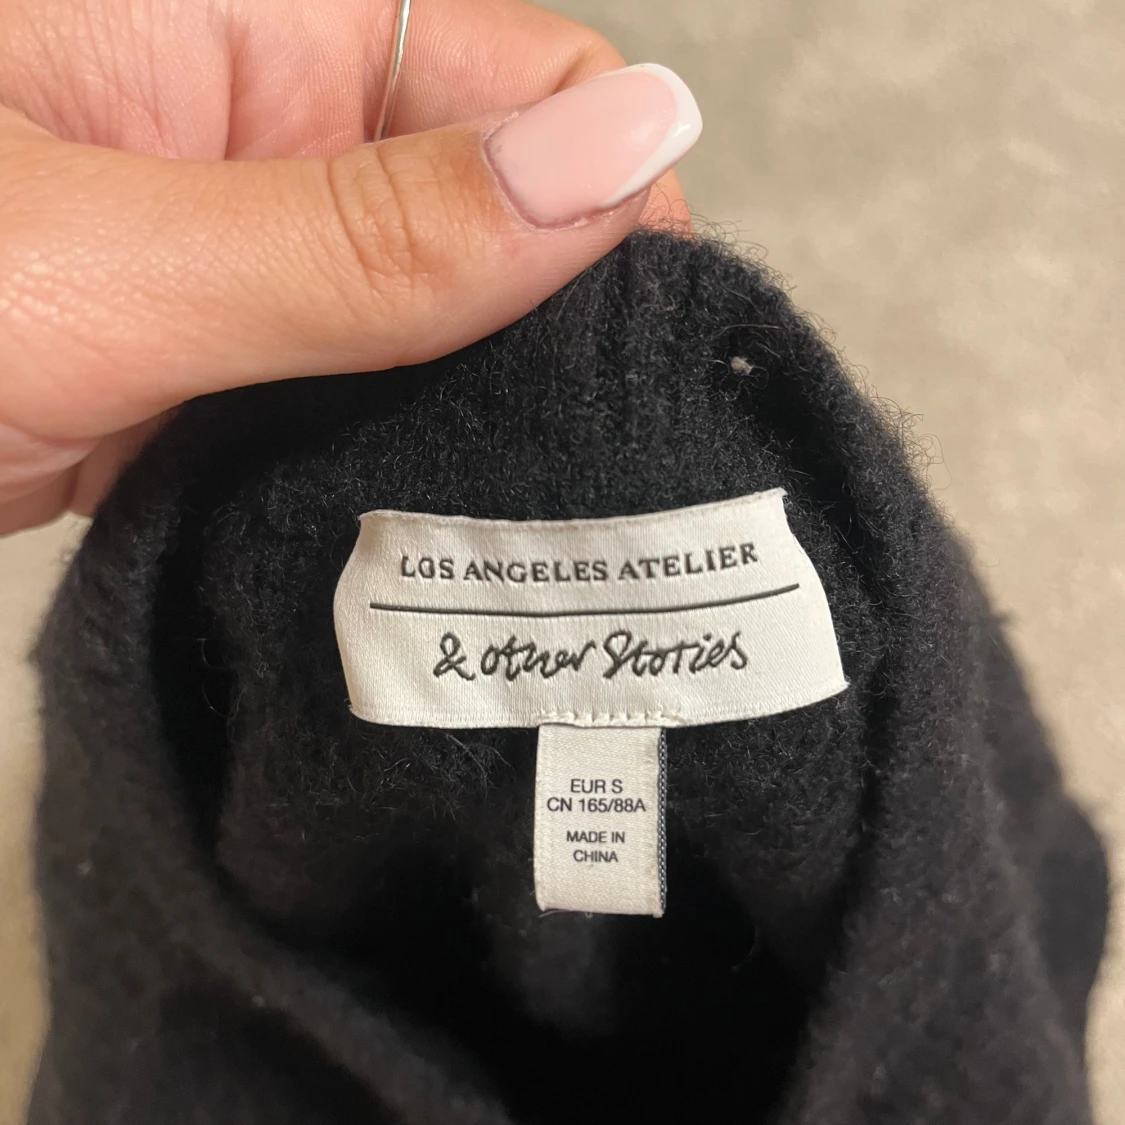 LOS ANGELES ATELIER
& other Stories
EUR S
CN 165/88A
MADE IN
CHINA